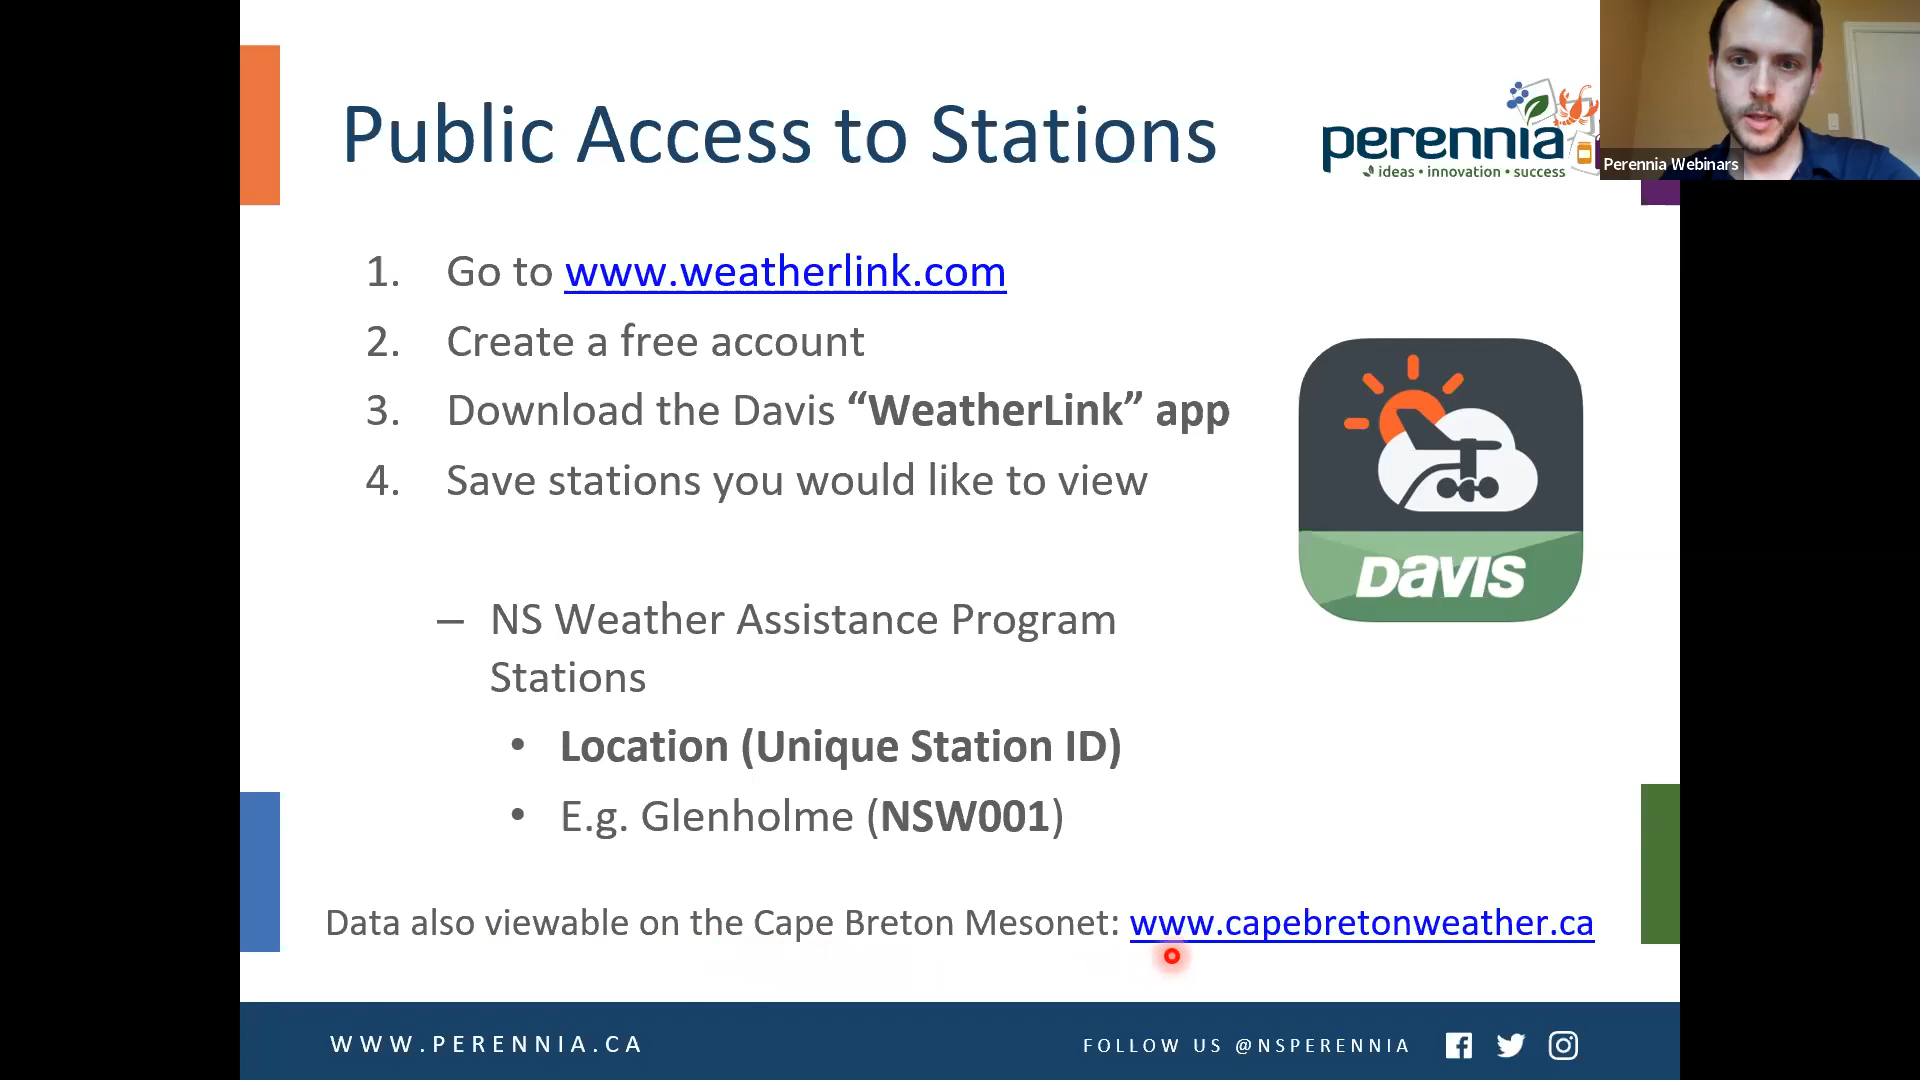 Public Access to Stations
perennia
ideas • innovation • success
Perennia Webinars
1. Go to www.weatherlink.com
2. Create a free account
3. Download the Davis “WeatherLink” app
4. Save stations you would like to view
DAVIS
– NS Weather Assistance Program
Stations
• Location (Unique Station ID)
• E.g. Glenholme (NSW001)
Data also viewable on the Cape Breton Mesonet: www.capebretonweather.ca
WWW.PERENNIA.CA
FOLLOW US @NSPERENNIA